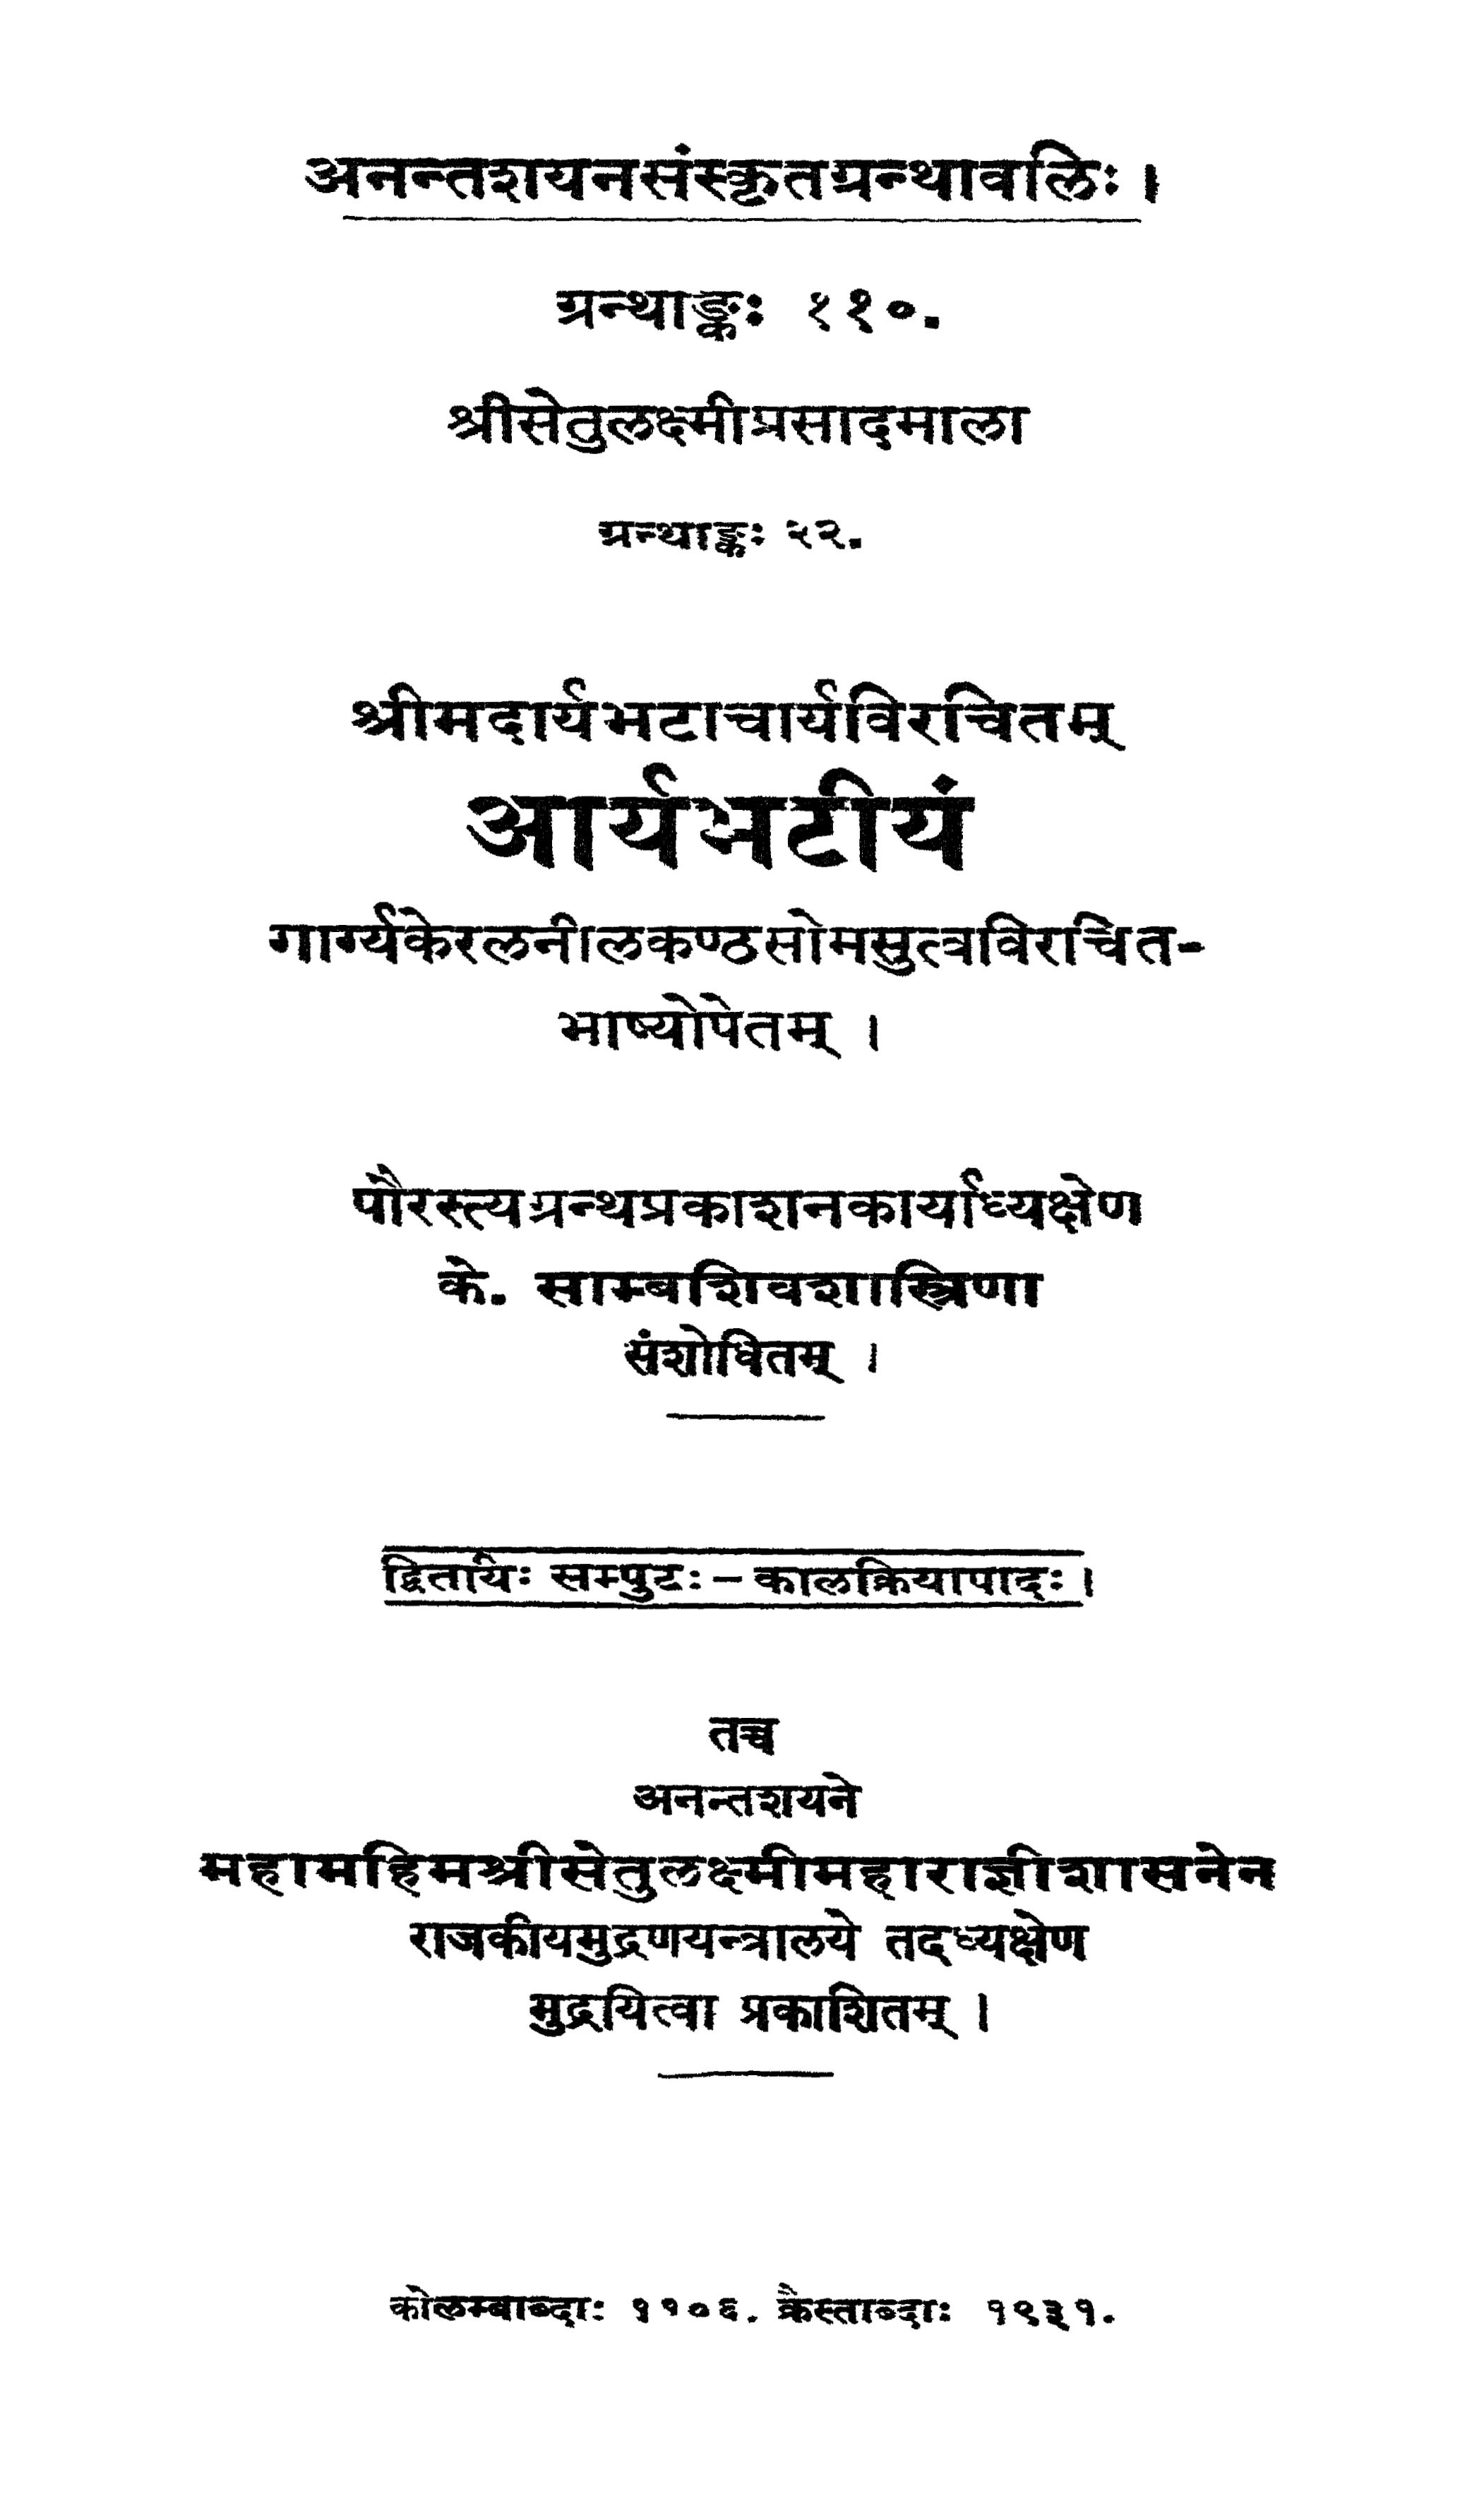 अनन्तशयनसंस्कृतग्रन्थावलिः ।
ग्रन्थाङ्कः ११०.
श्रीसेतुलक्ष्मीप्रसादमाला
ग्रन्थाङ्कः २२.
श्रीमदार्यभटाचार्यविरचितम्
आर्यभटीयं
गार्ग्यकेरलनीलकण्ठसोमसुत्वविरचित-
भाष्योपेतम् ।
पौरस्त्यग्रन्थप्रकाशनकार्याध्यक्षेण
के. साम्बशिवशास्त्रिणा
संशोधितम् ।
द्वितीयः सम्पुटः — कालक्रियापादः ।
तच्च
अनन्तशयने
महामहिमश्रीसेतुलक्ष्मीमहाराज्ञीशासनेन
राजकीयमुद्रणयन्त्रालये तदध्यक्षेण
मुद्रयित्वा प्रकाशितम् ।
कोलम्बाब्दाः ११०६. क्रैस्ताब्दाः १९३१.